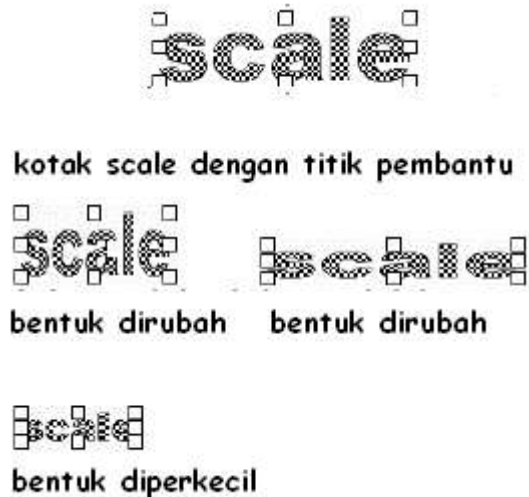 scale
kotak scale dengan titik pembantu
scale scale
bentuk dirubah bentuk dirubah
scale
bentuk diperkecil